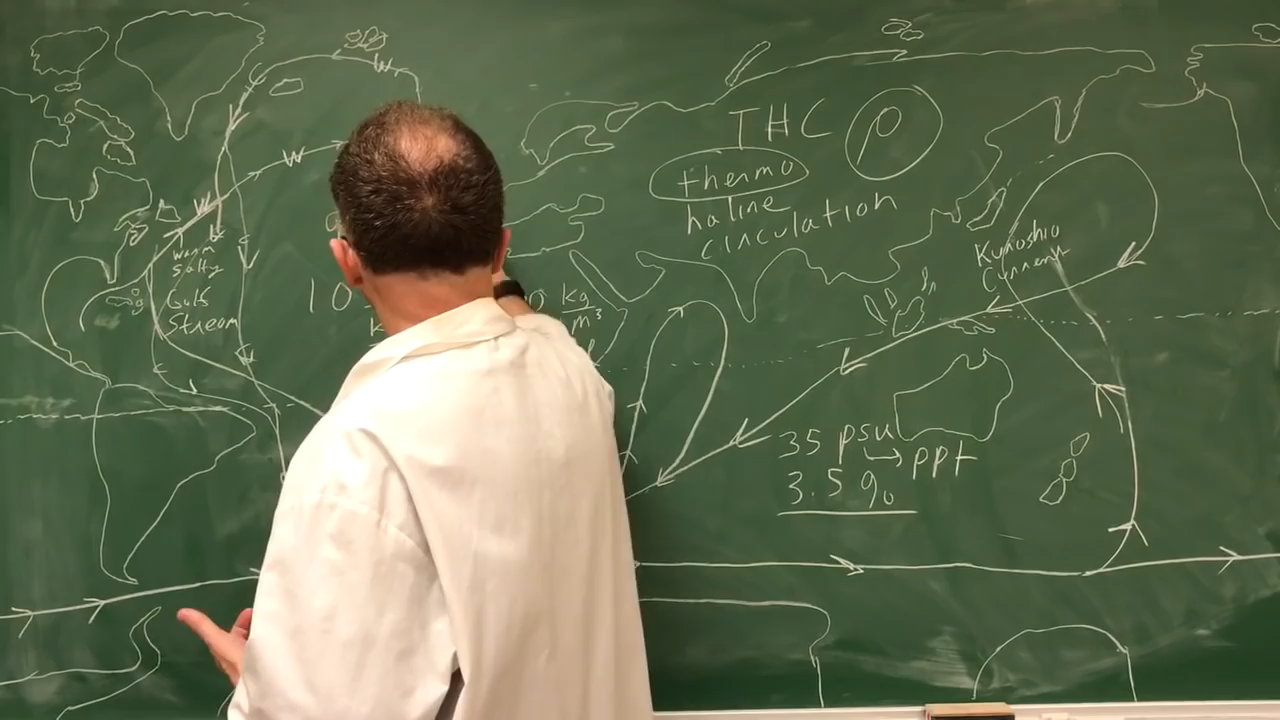 W
W
W
warm
salty
Gulf
Stream
THC ρ
thermo
haline
circulation
Kuroshio
Current
10
kg
m³
35 psu → ppt
3.5 %